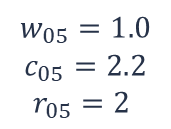 w₀₅ = 1.0
c₀₅ = 2.2
r₀₅ = 2